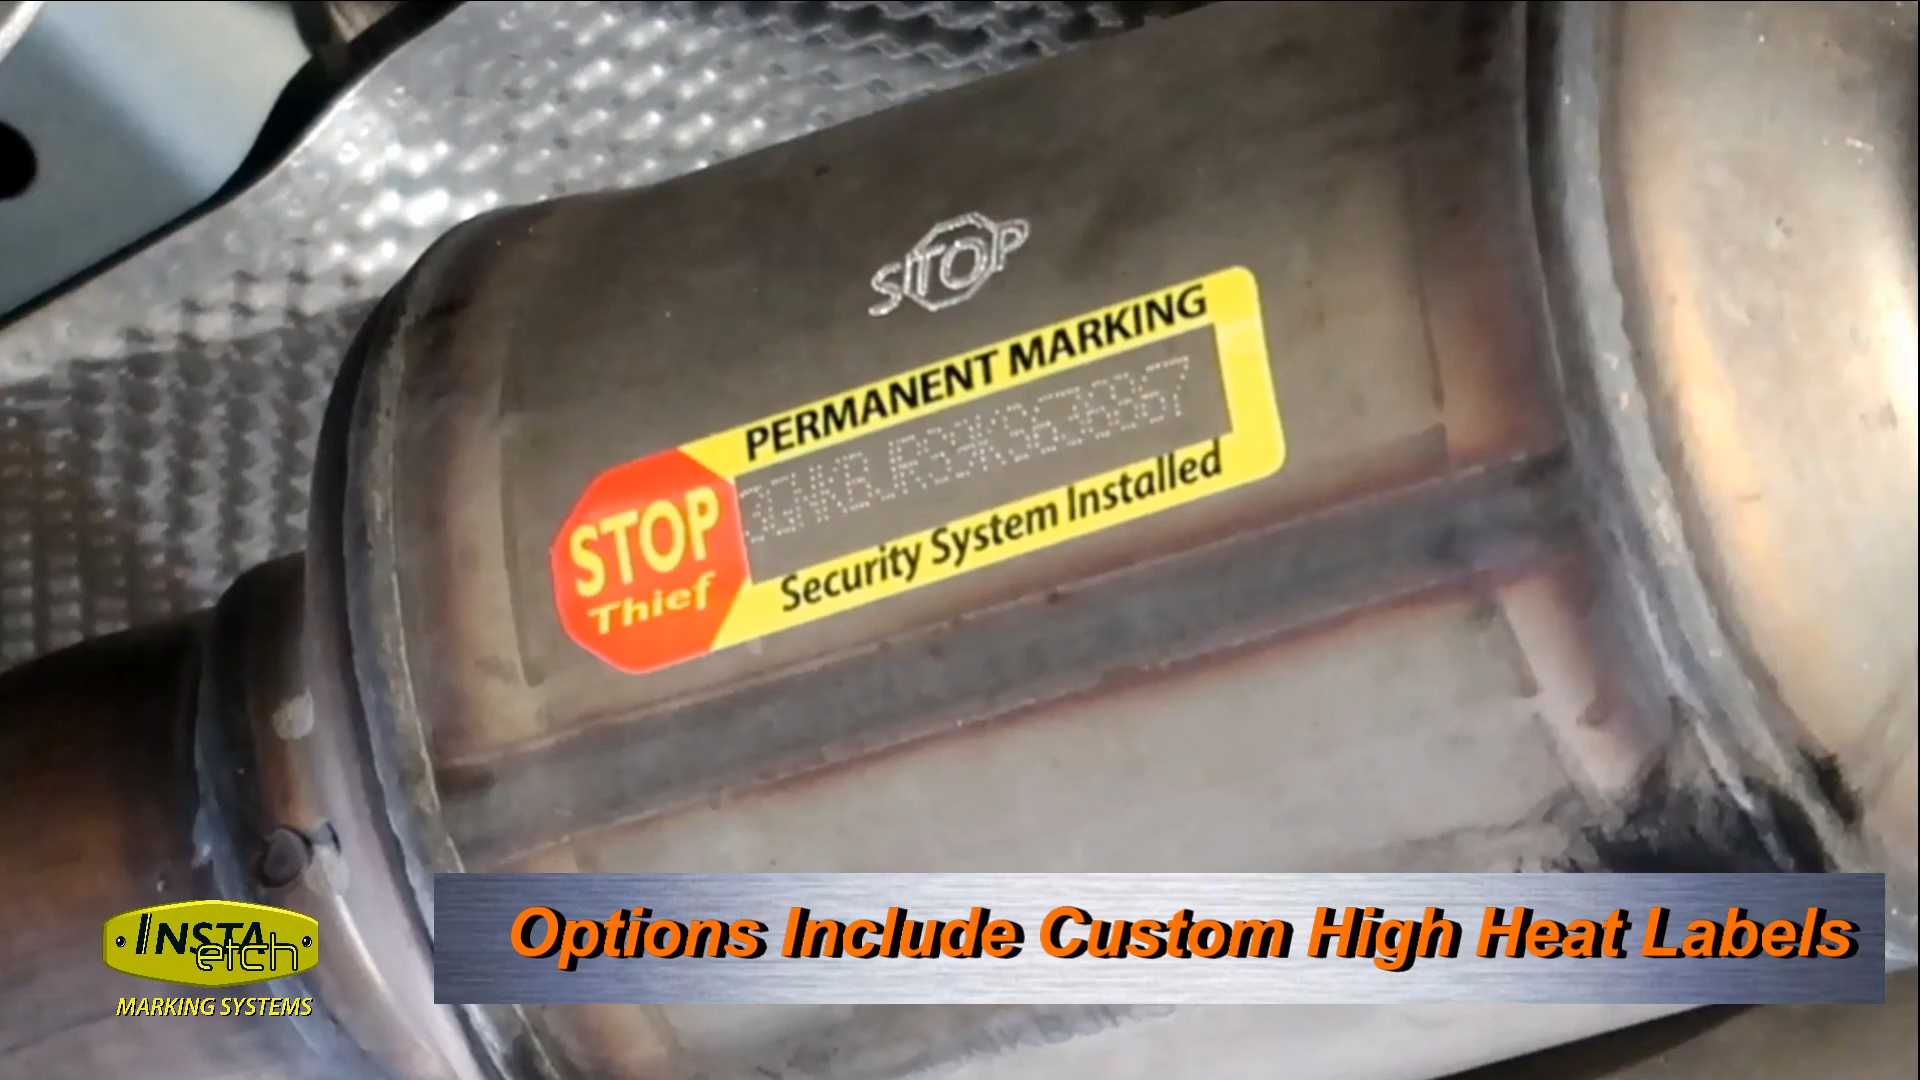 STOP
PERMANENT MARKING
STOP
Thief
Security System Installed
INSTA
etch
MARKING SYSTEMS
Options Include Custom High Heat Labels